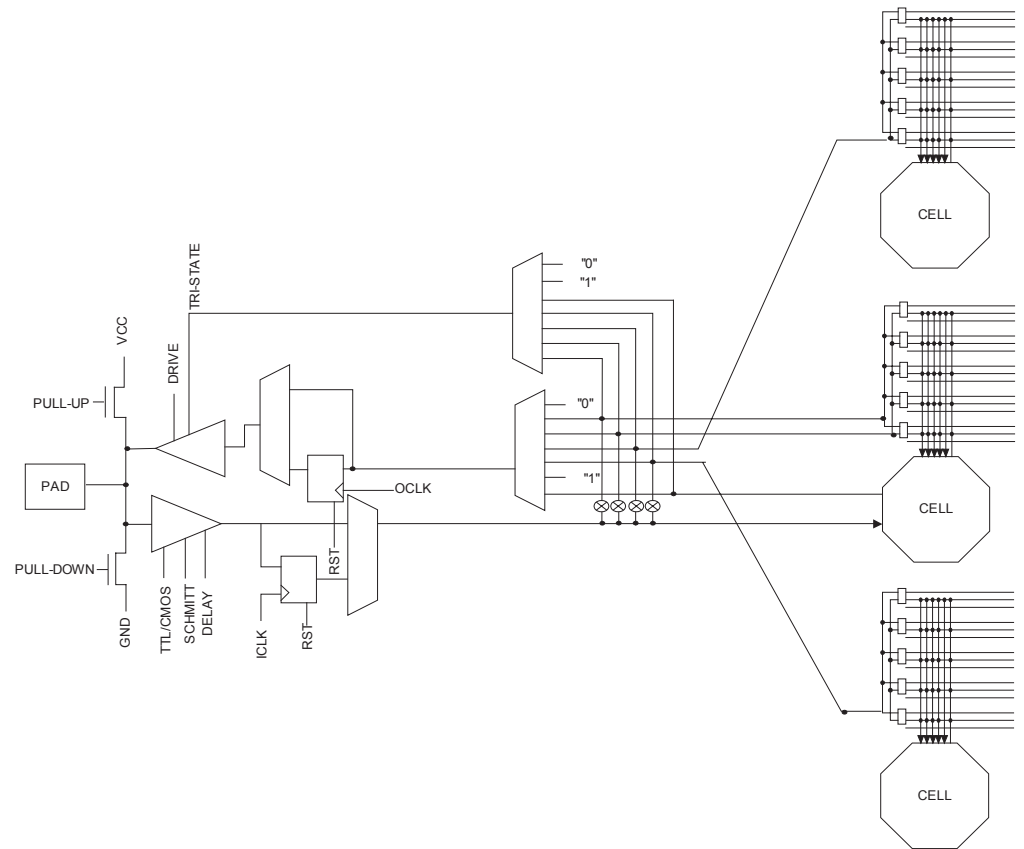 CELL
"0"
"1"
TRI-STATE
VCC
DRIVE
PULL-UP
"0"
PAD
"1"
OCLK
CELL
RST
PULL-DOWN
GND
TTL/CMOS
SCHMITT
DELAY
ICLK
RST
CELL